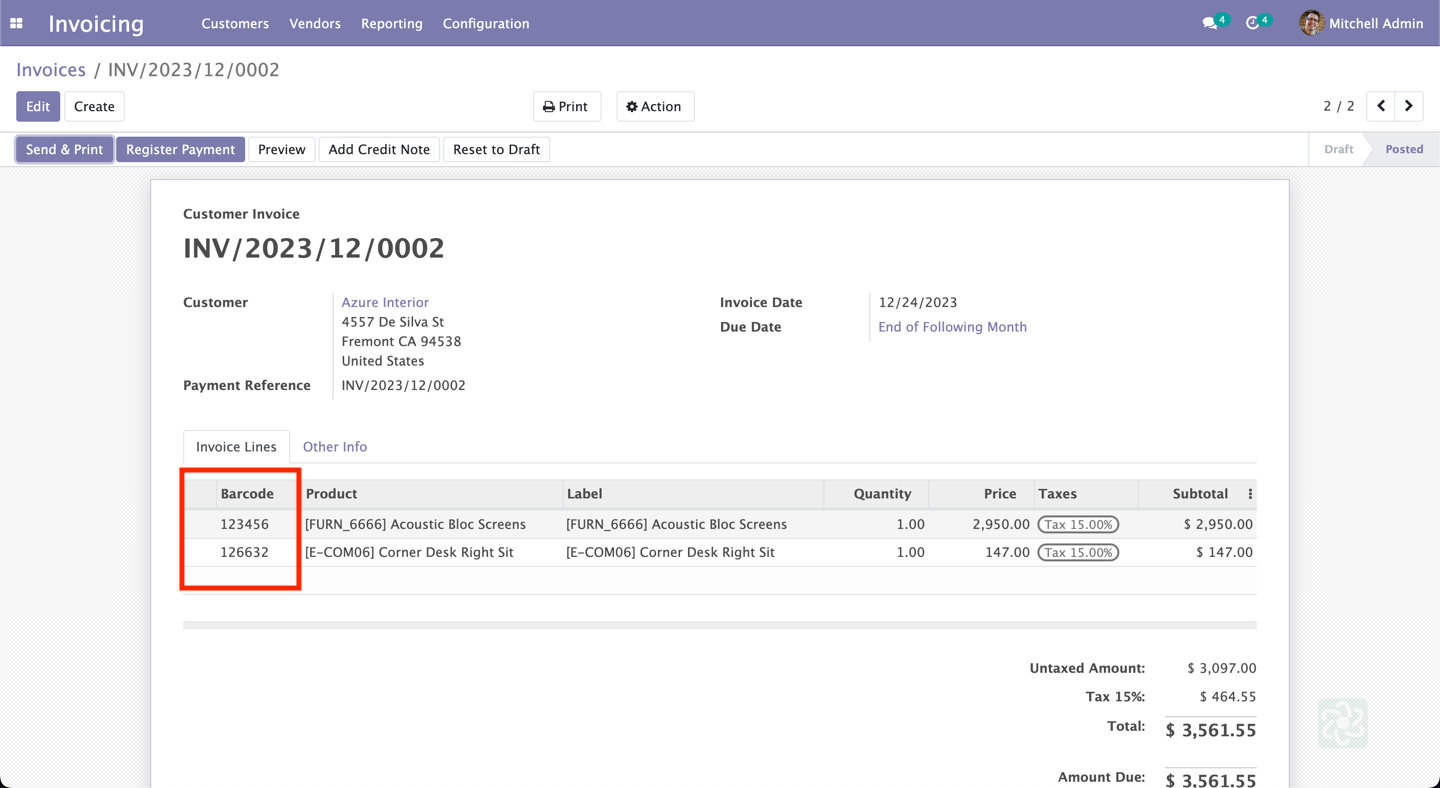 Invoicing Customers Vendors Reporting Configuration 4 4 Mitchell Admin
Invoices / INV/2023/12/0002
Edit Create Print Action 2 / 2
Send & Print Register Payment Preview Add Credit Note Reset to Draft Draft Posted
Customer Invoice
INV/2023/12/0002
Customer Azure Interior Invoice Date 12/24/2023
4557 De Silva St
Due Date End of Following Month
Fremont CA 94538
United States
Payment Reference INV/2023/12/0002
Invoice Lines Other Info
Barcode Product Label Quantity Price Taxes Subtotal
123456 [FURN_6666] Acoustic Bloc Screens [FURN_6666] Acoustic Bloc Screens 1.00 2,950.00 Tax 15.00% $ 2,950.00
126632 [E-COM06] Corner Desk Right Sit [E-COM06] Corner Desk Right Sit 1.00 147.00 Tax 15.00% $ 147.00
Untaxed Amount: $ 3,097.00
Tax 15%: $ 464.55
Total: $ 3,561.55
Amount Due: $ 3,561.55